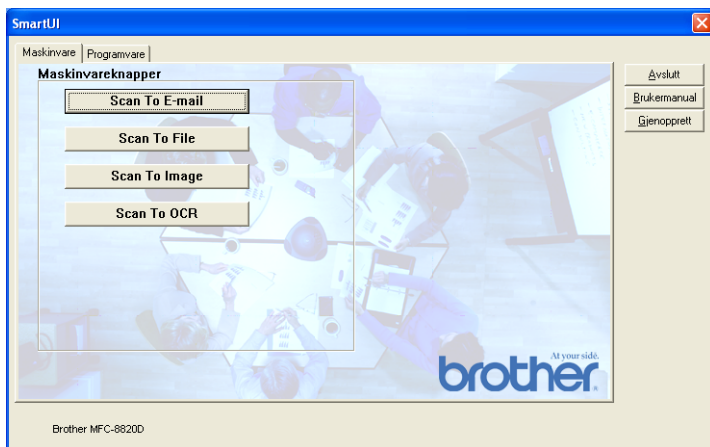 SmartUI
Maskinvare Programvare
Maskinvareknapper
Scan To E-mail
Scan To File
Scan To Image
Scan To OCR
Avslutt
Brukermanual
Gjenopprett
At your side.
brother
Brother MFC-8820D